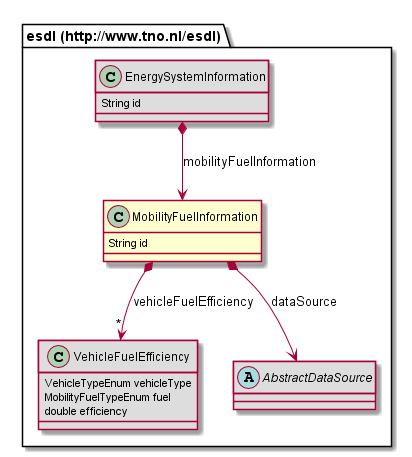 esdl (http://www.tno.nl/esdl)
C EnergySystemInformation
String id
mobilityFuelInformation
C MobilityFuelInformation
String id
vehicleFuelEfficiency
dataSource
*
C VehicleFuelEfficiency
VehicleTypeEnum vehicleType
MobilityFuelTypeEnum fuel
double efficiency
A AbstractDataSource